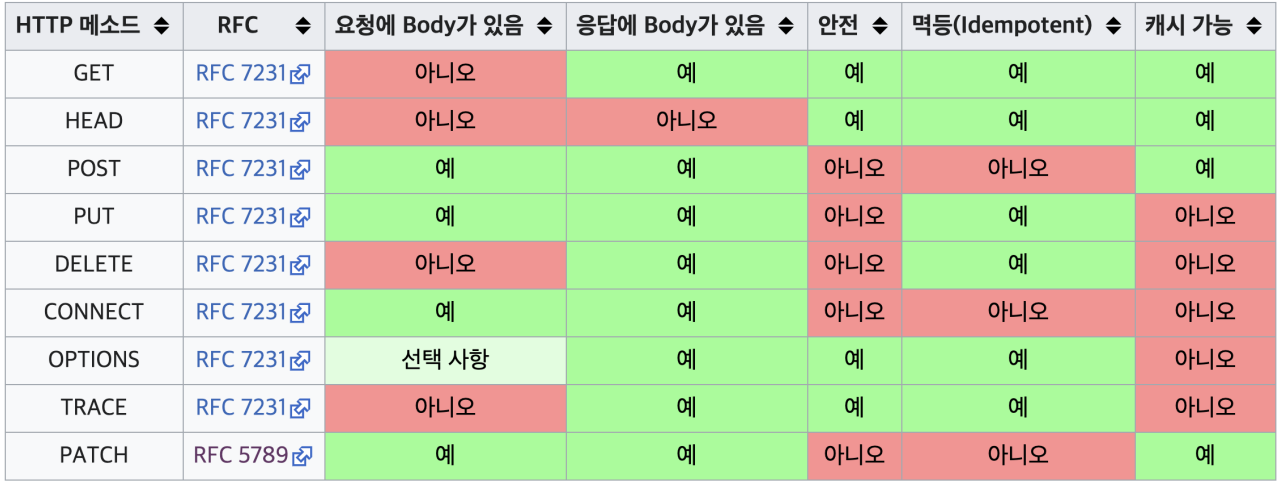 HTTP 메소드 RFC 요청에 Body가 있음 응답에 Body가 있음 안전 멱등(Idempotent) 캐시 가능
GET RFC 7231 아니오 예 예 예 예
HEAD RFC 7231 아니오 아니오 예 예 예
POST RFC 7231 예 예 아니오 아니오 예
PUT RFC 7231 예 예 아니오 예 아니오
DELETE RFC 7231 아니오 예 아니오 예 아니오
CONNECT RFC 7231 예 예 아니오 아니오 아니오
OPTIONS RFC 7231 선택 사항 예 예 예 아니오
TRACE RFC 7231 아니오 예 예 예 아니오
PATCH RFC 5789 예 예 아니오 아니오 예